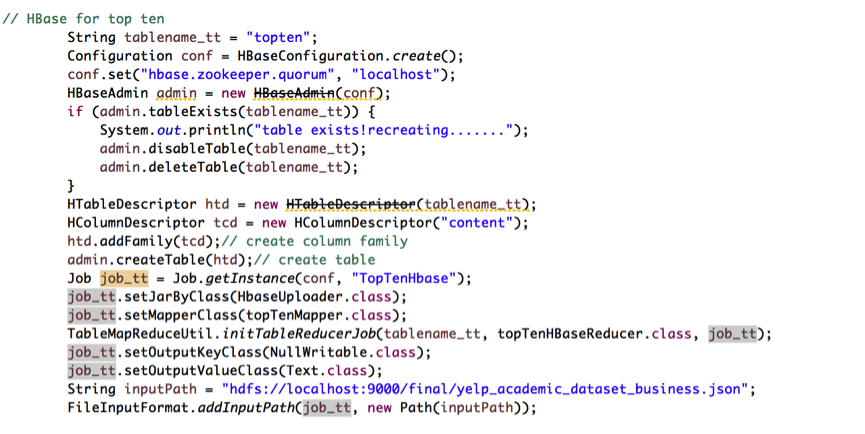 // HBase for top ten
String tablename_tt = "topten";
Configuration conf = HBaseConfiguration.create();
conf.set("hbase.zookeeper.quorum", "localhost");
HBaseAdmin admin = new HBaseAdmin(conf);
if (admin.tableExists(tablename_tt)) {
System.out.println("table exists!recreating.......");
admin.disableTable(tablename_tt);
admin.deleteTable(tablename_tt);
}
HTableDescriptor htd = new HTableDescriptor(tablename_tt);
HColumnDescriptor tcd = new HColumnDescriptor("content");
htd.addFamily(tcd);// create column family
admin.createTable(htd);// create table
Job job_tt = Job.getInstance(conf, "TopTenHbase");
job_tt.setJarByClass(HbaseUploader.class);
job_tt.setMapperClass(topTenMapper.class);
TableMapReduceUtil.initTableReducerJob(tablename_tt, topTenHBaseReducer.class, job_tt);
job_tt.setOutputKeyClass(NullWritable.class);
job_tt.setOutputValueClass(Text.class);
String inputPath = "hdfs://localhost:9000/final/yelp_academic_dataset_business.json";
FileInputFormat.addInputPath(job_tt, new Path(inputPath));